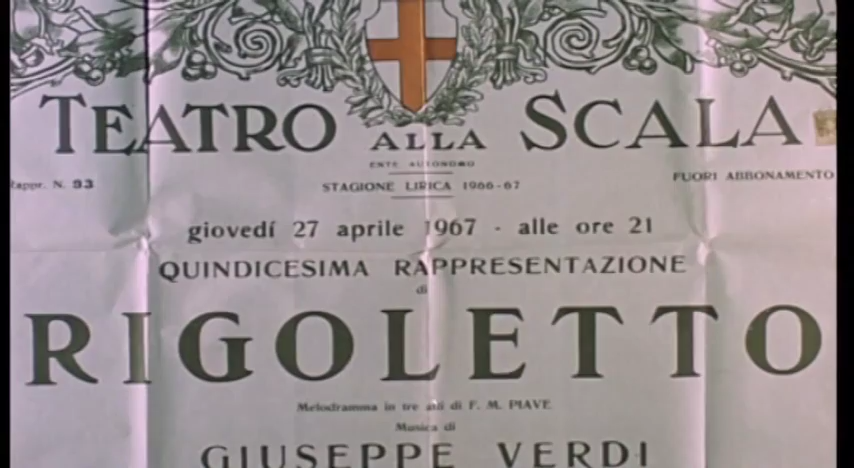 TEATRO ALLA SCALA
ENTE AUTONOMO
Rappr. N. 93
STAGIONE LIRICA 1966-67
FUORI ABBONAMENTO
giovedí 27 aprile 1967 - alle ore 21
QUINDICESIMA RAPPRESENTAZIONE
di
RIGOLETTO
Melodramma in tre atti di F. M. PIAVE
Musica di
GIUSEPPE VERDI